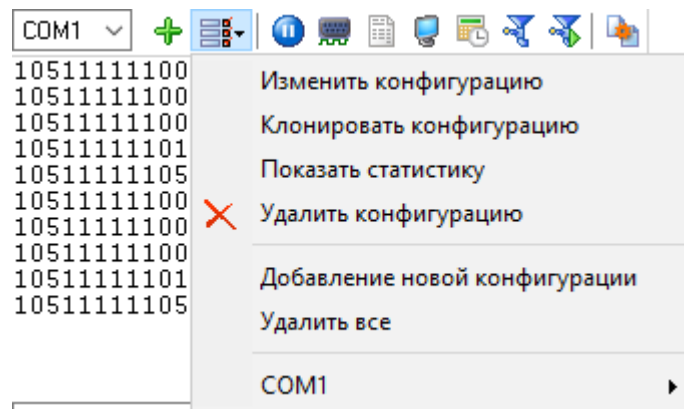 COM1
10511111100
10511111100
10511111100
10511111101
10511111105
10511111100
10511111100
10511111100
10511111101
10511111105
Изменить конфигурацию
Клонировать конфигурацию
Показать статистику
Удалить конфигурацию
Добавление новой конфигурации
Удалить все
COM1